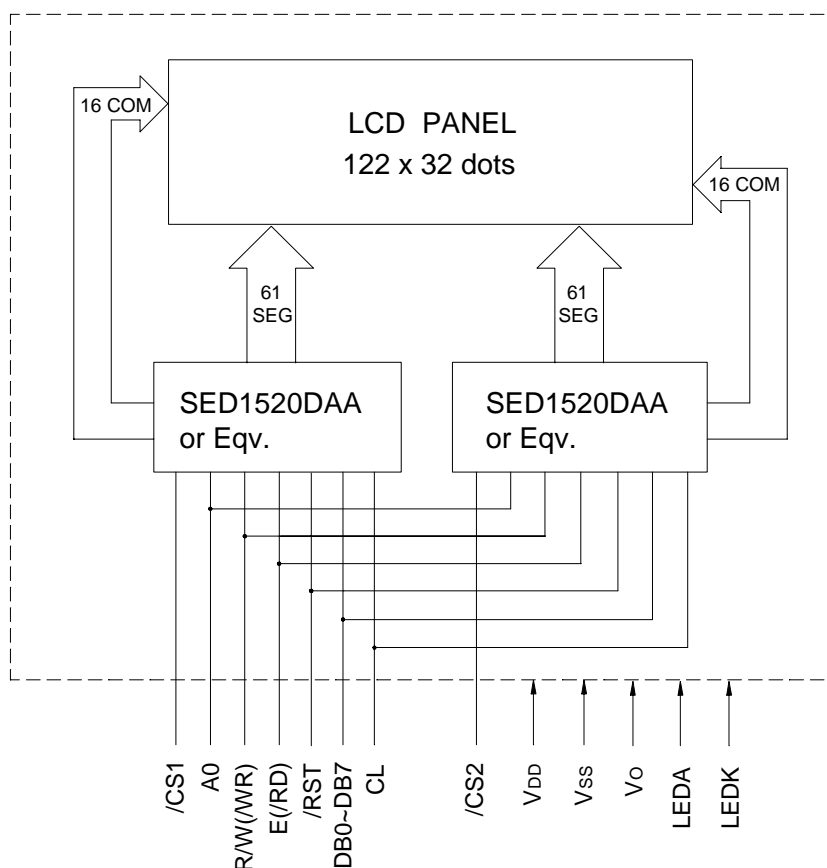 LCD PANEL
122 x 32 dots
16 COM
16 COM
61
SEG
61
SEG
SED1520DAA
or Eqv.
SED1520DAA
or Eqv.
/CS1
A0
R/W(/WR)
E(/RD)
/RST
DB0~DB7
CL
/CS2
VDD
VSS
VO
LEDA
LEDK